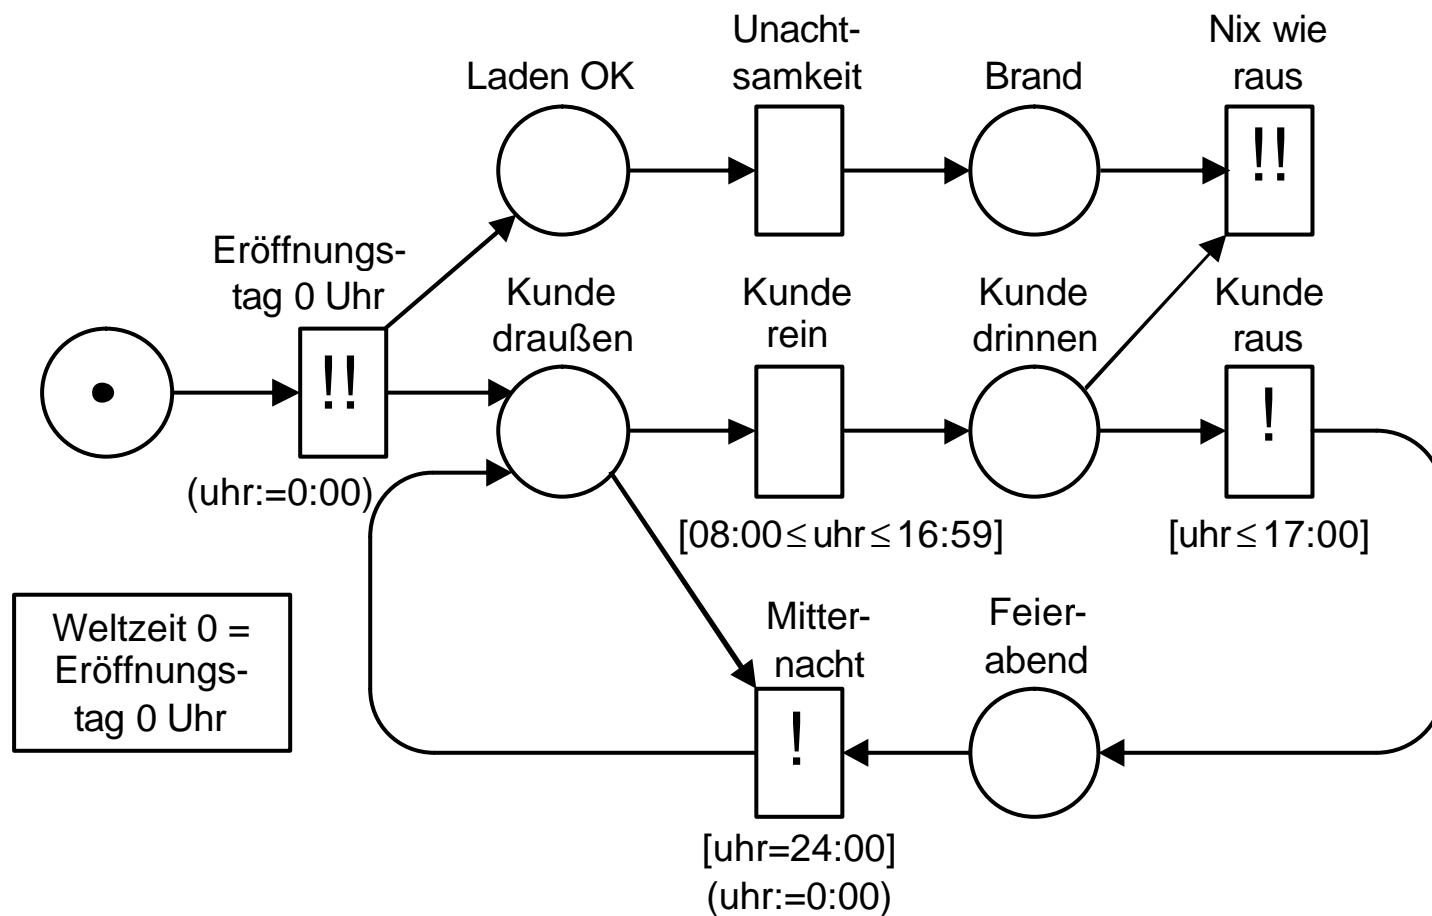 Laden OK
Unacht-
samkeit
Brand
Nix wie
raus
!!
Eröffnungs-
tag 0 Uhr
!!
(uhr:=0:00)
Kunde
draußen
Kunde
rein
[08:00≤uhr≤16:59]
Kunde
drinnen
Kunde
raus
!
[uhr≤17:00]
Weltzeit 0 =
Eröffnungs-
tag 0 Uhr
Mitter-
nacht
!
[uhr=24:00]
(uhr:=0:00)
Feier-
abend